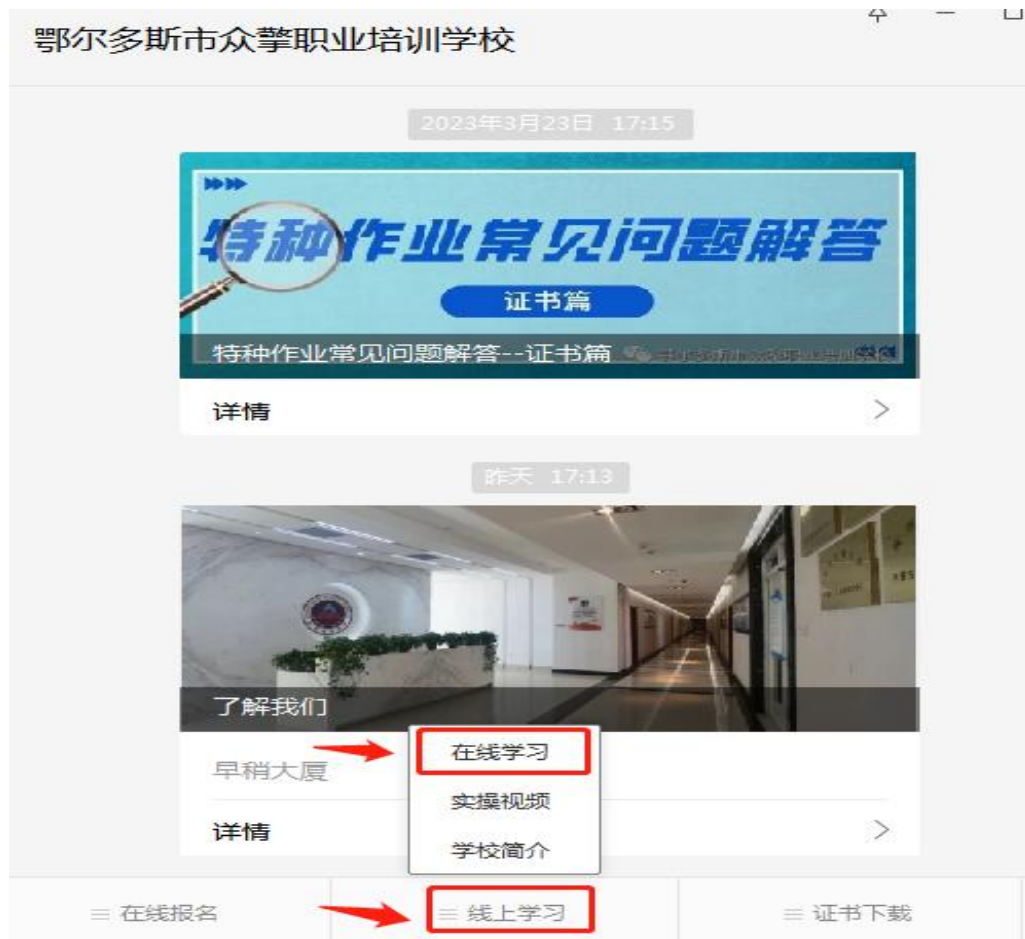 鄂尔多斯市众擎职业培训学校
2023年3月23日 17:15
特种作业常见问题解答
证书篇
特种作业常见问题解答--证书篇
详情
昨天 17:13
了解我们
早稍大厦
在线学习
实操视频
学校简介
详情
在线报名
线上学习
证书下载